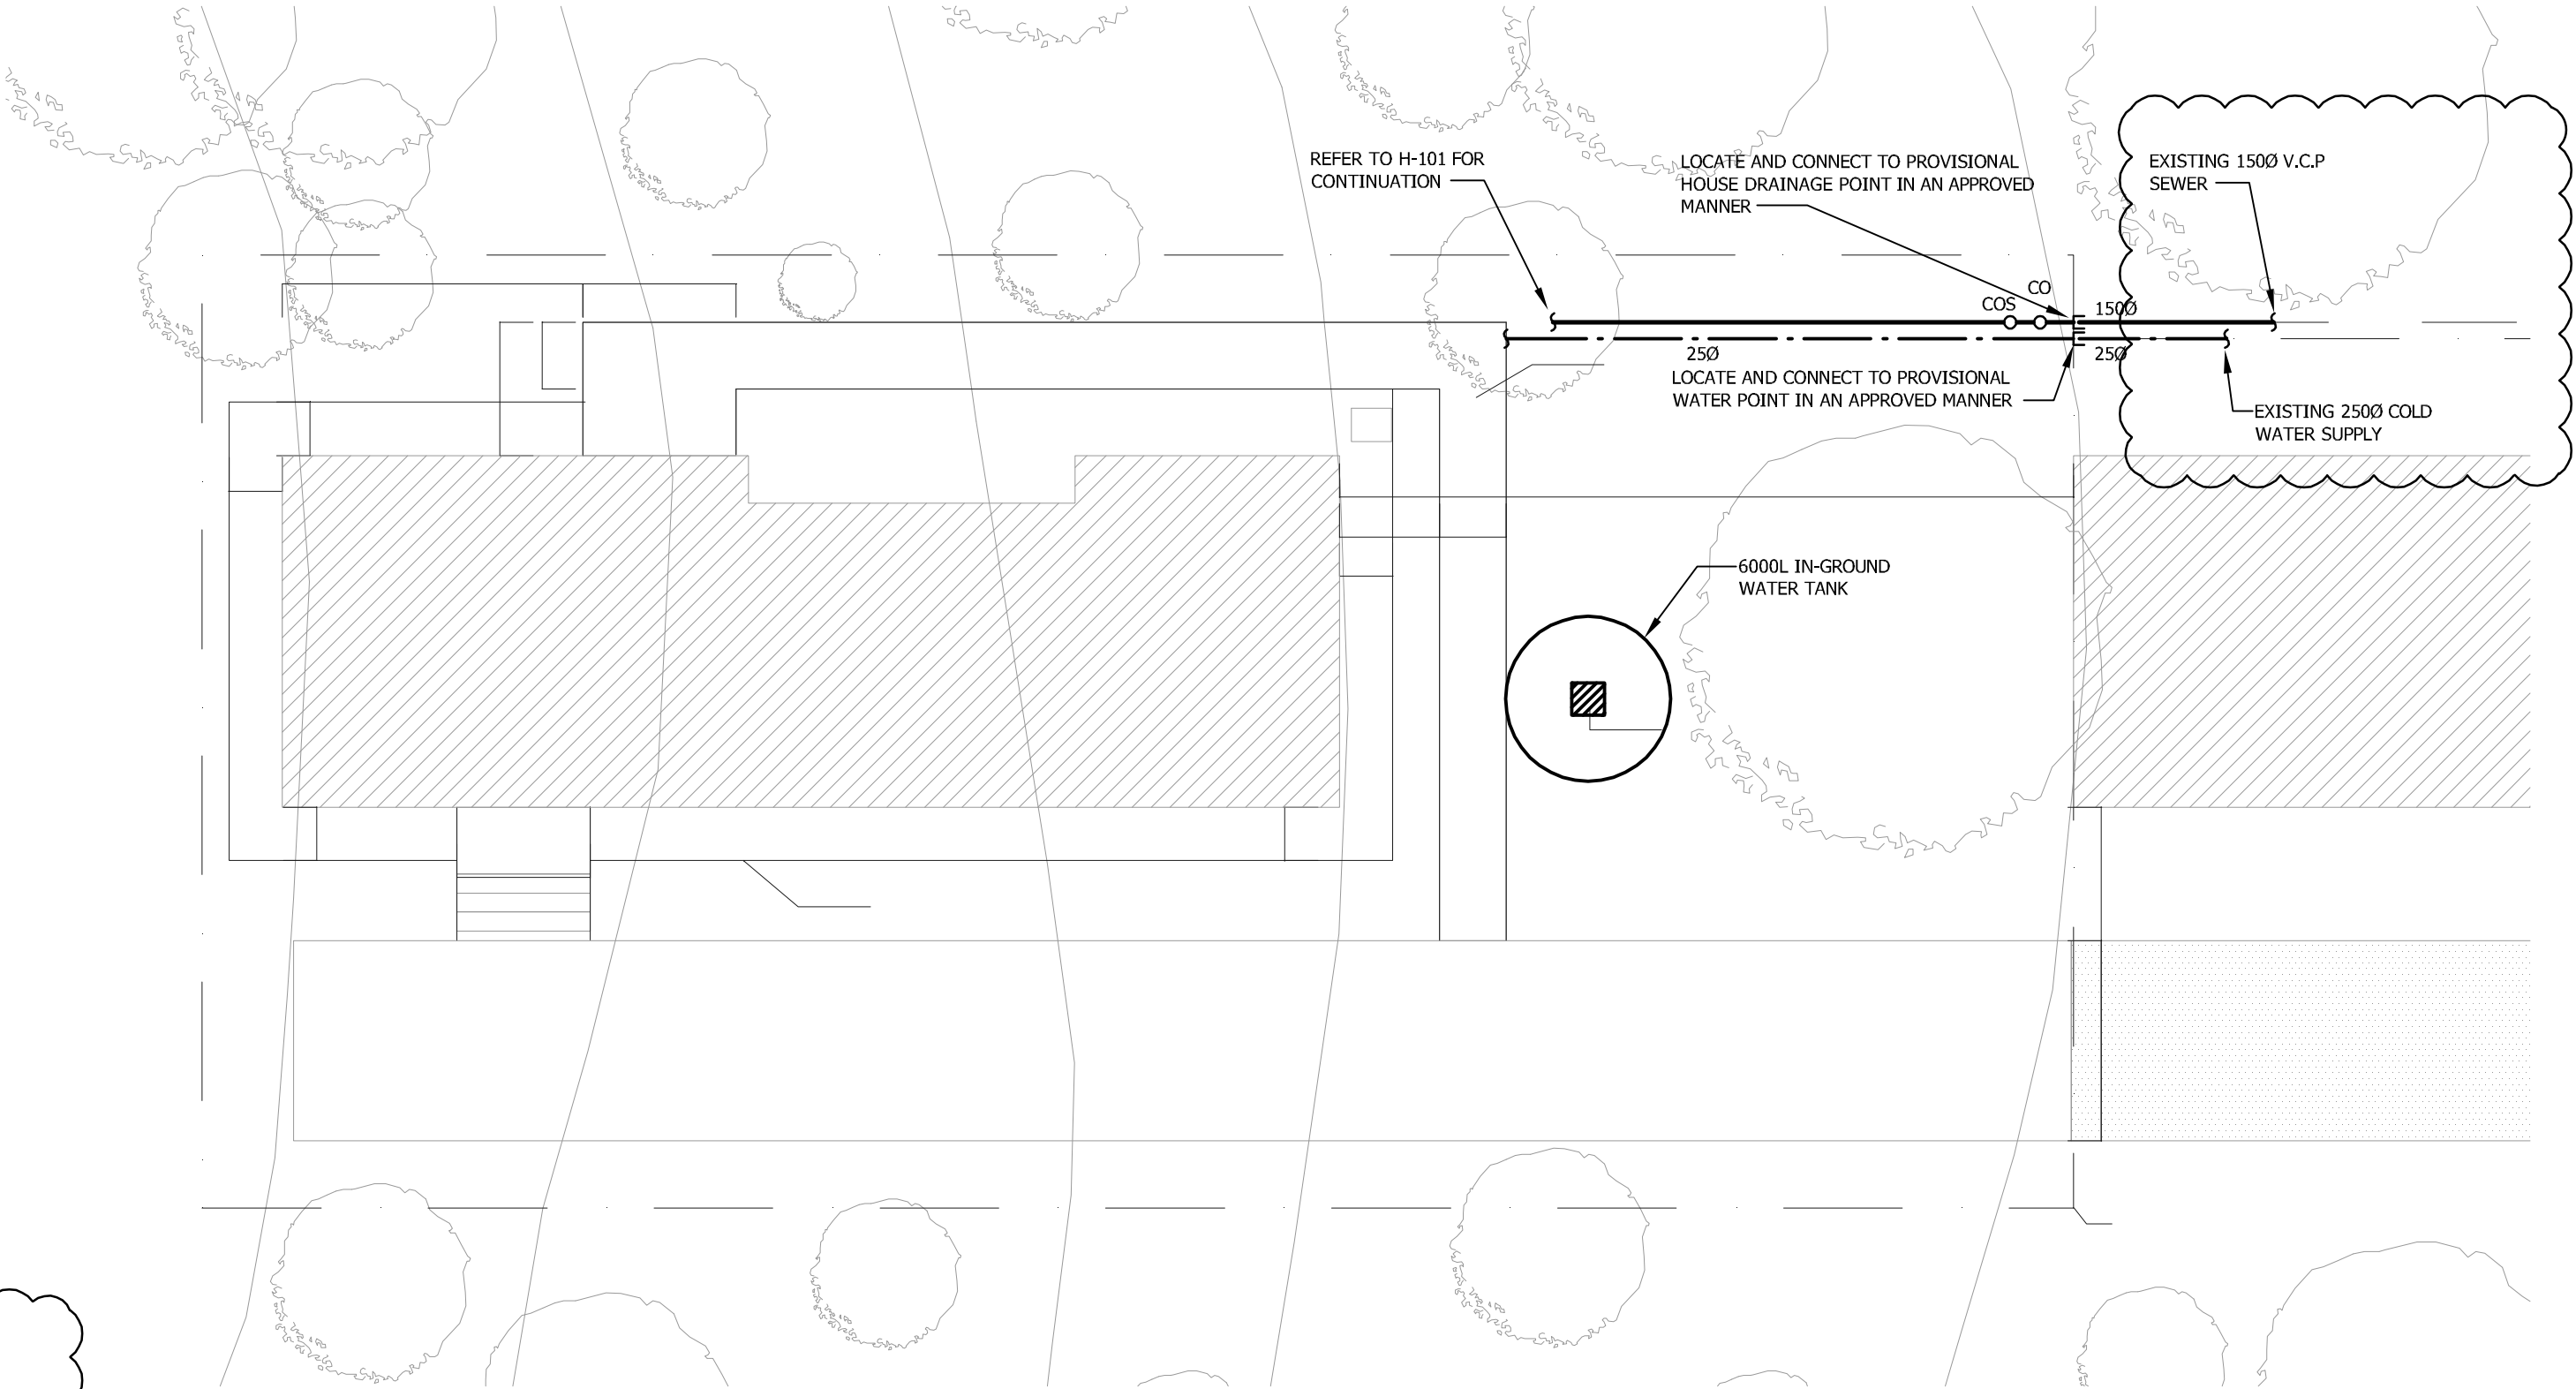 REFER TO H-101 FOR
CONTINUATION
LOCATE AND CONNECT TO PROVISIONAL
HOUSE DRAINAGE POINT IN AN APPROVED
MANNER
EXISTING 150Ø V.C.P
SEWER
CO
COS
150Ø
25Ø
25Ø
LOCATE AND CONNECT TO PROVISIONAL
WATER POINT IN AN APPROVED MANNER
EXISTING 250Ø COLD
WATER SUPPLY
6000L IN-GROUND
WATER TANK